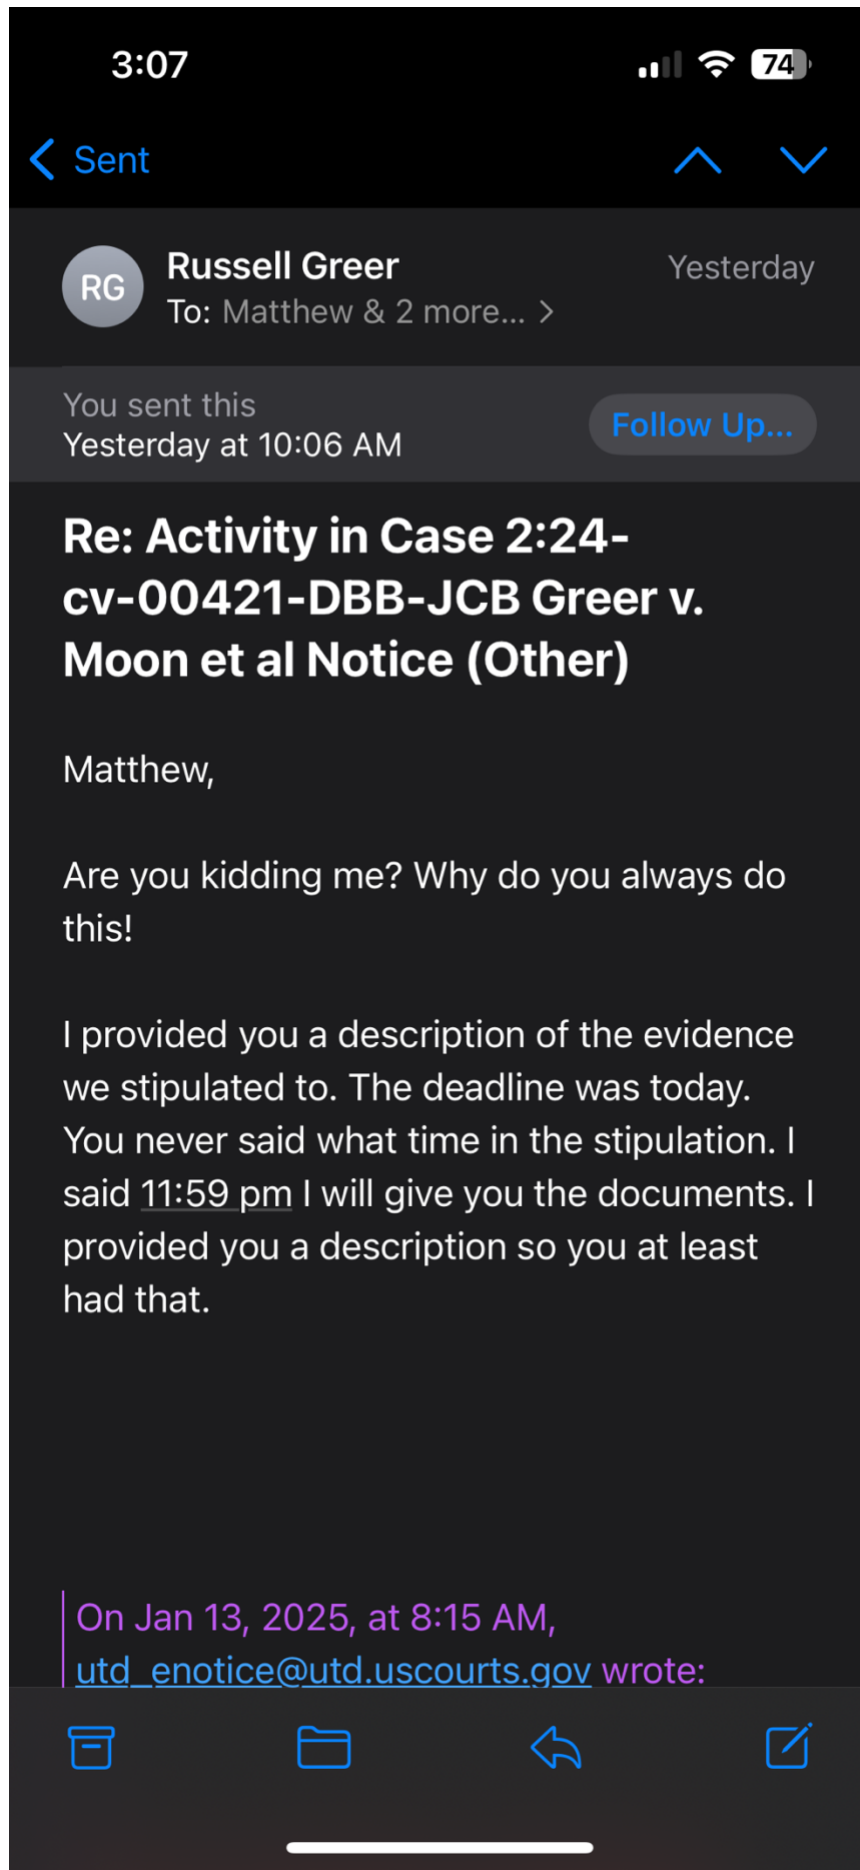 3:07
74
Sent
RG
Russell Greer
Yesterday
To: Matthew & 2 more...
You sent this
Yesterday at 10:06 AM
Follow Up...
Re: Activity in Case 2:24-
cv-00421-DBB-JCB Greer v.
Moon et al Notice (Other)
Matthew,
Are you kidding me? Why do you always do
this!
I provided you a description of the evidence
we stipulated to. The deadline was today.
You never said what time in the stipulation. I
said 11:59 pm I will give you the documents. I
provided you a description so you at least
had that.
On Jan 13, 2025, at 8:15 AM,
utd_enotice@utd.uscourts.gov wrote: